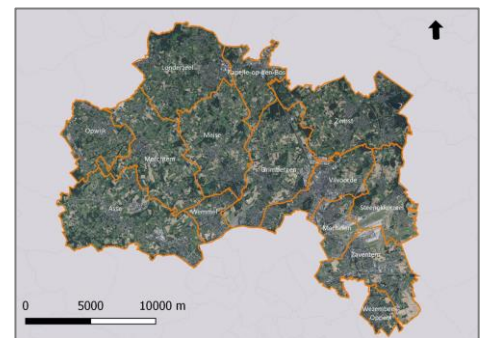 Londerzeel
Kapelle-op-den-Bos
Zemst
Opwijk
Meise
Merchtem
Grimbergen
Vilvoorde
Asse
Wemmel
Steenokkerzeel
Machelen
Zaventem
Wezembeek-
Oppem
0 5000 10000 m